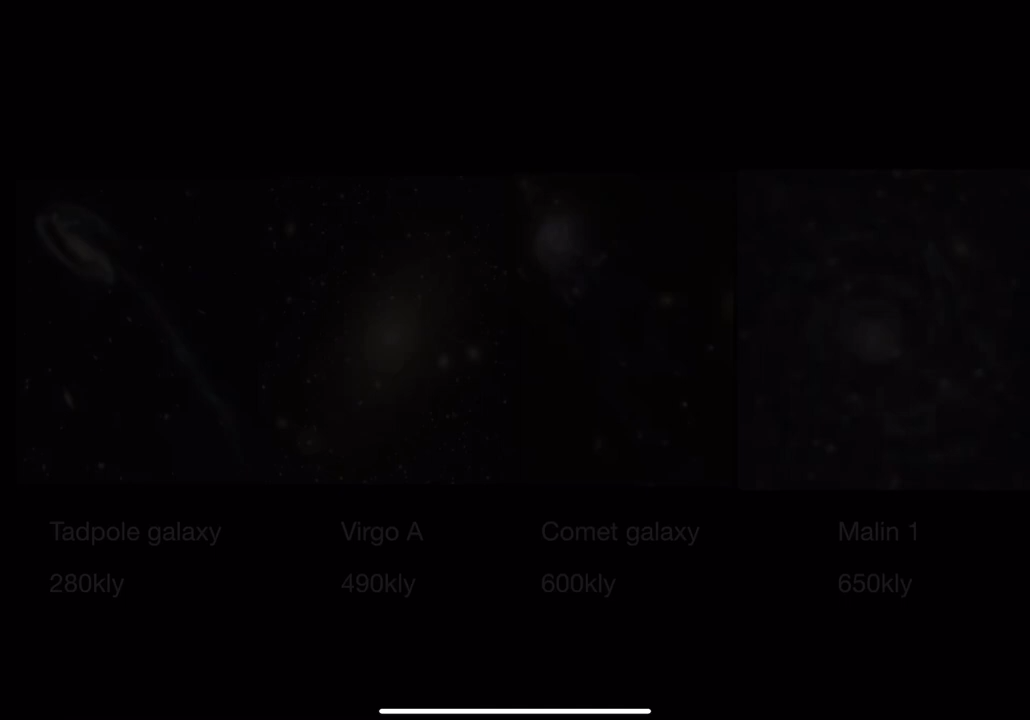 Tadpole galaxy
280kly
Virgo A
490kly
Comet galaxy
600kly
Malin 1
650kly